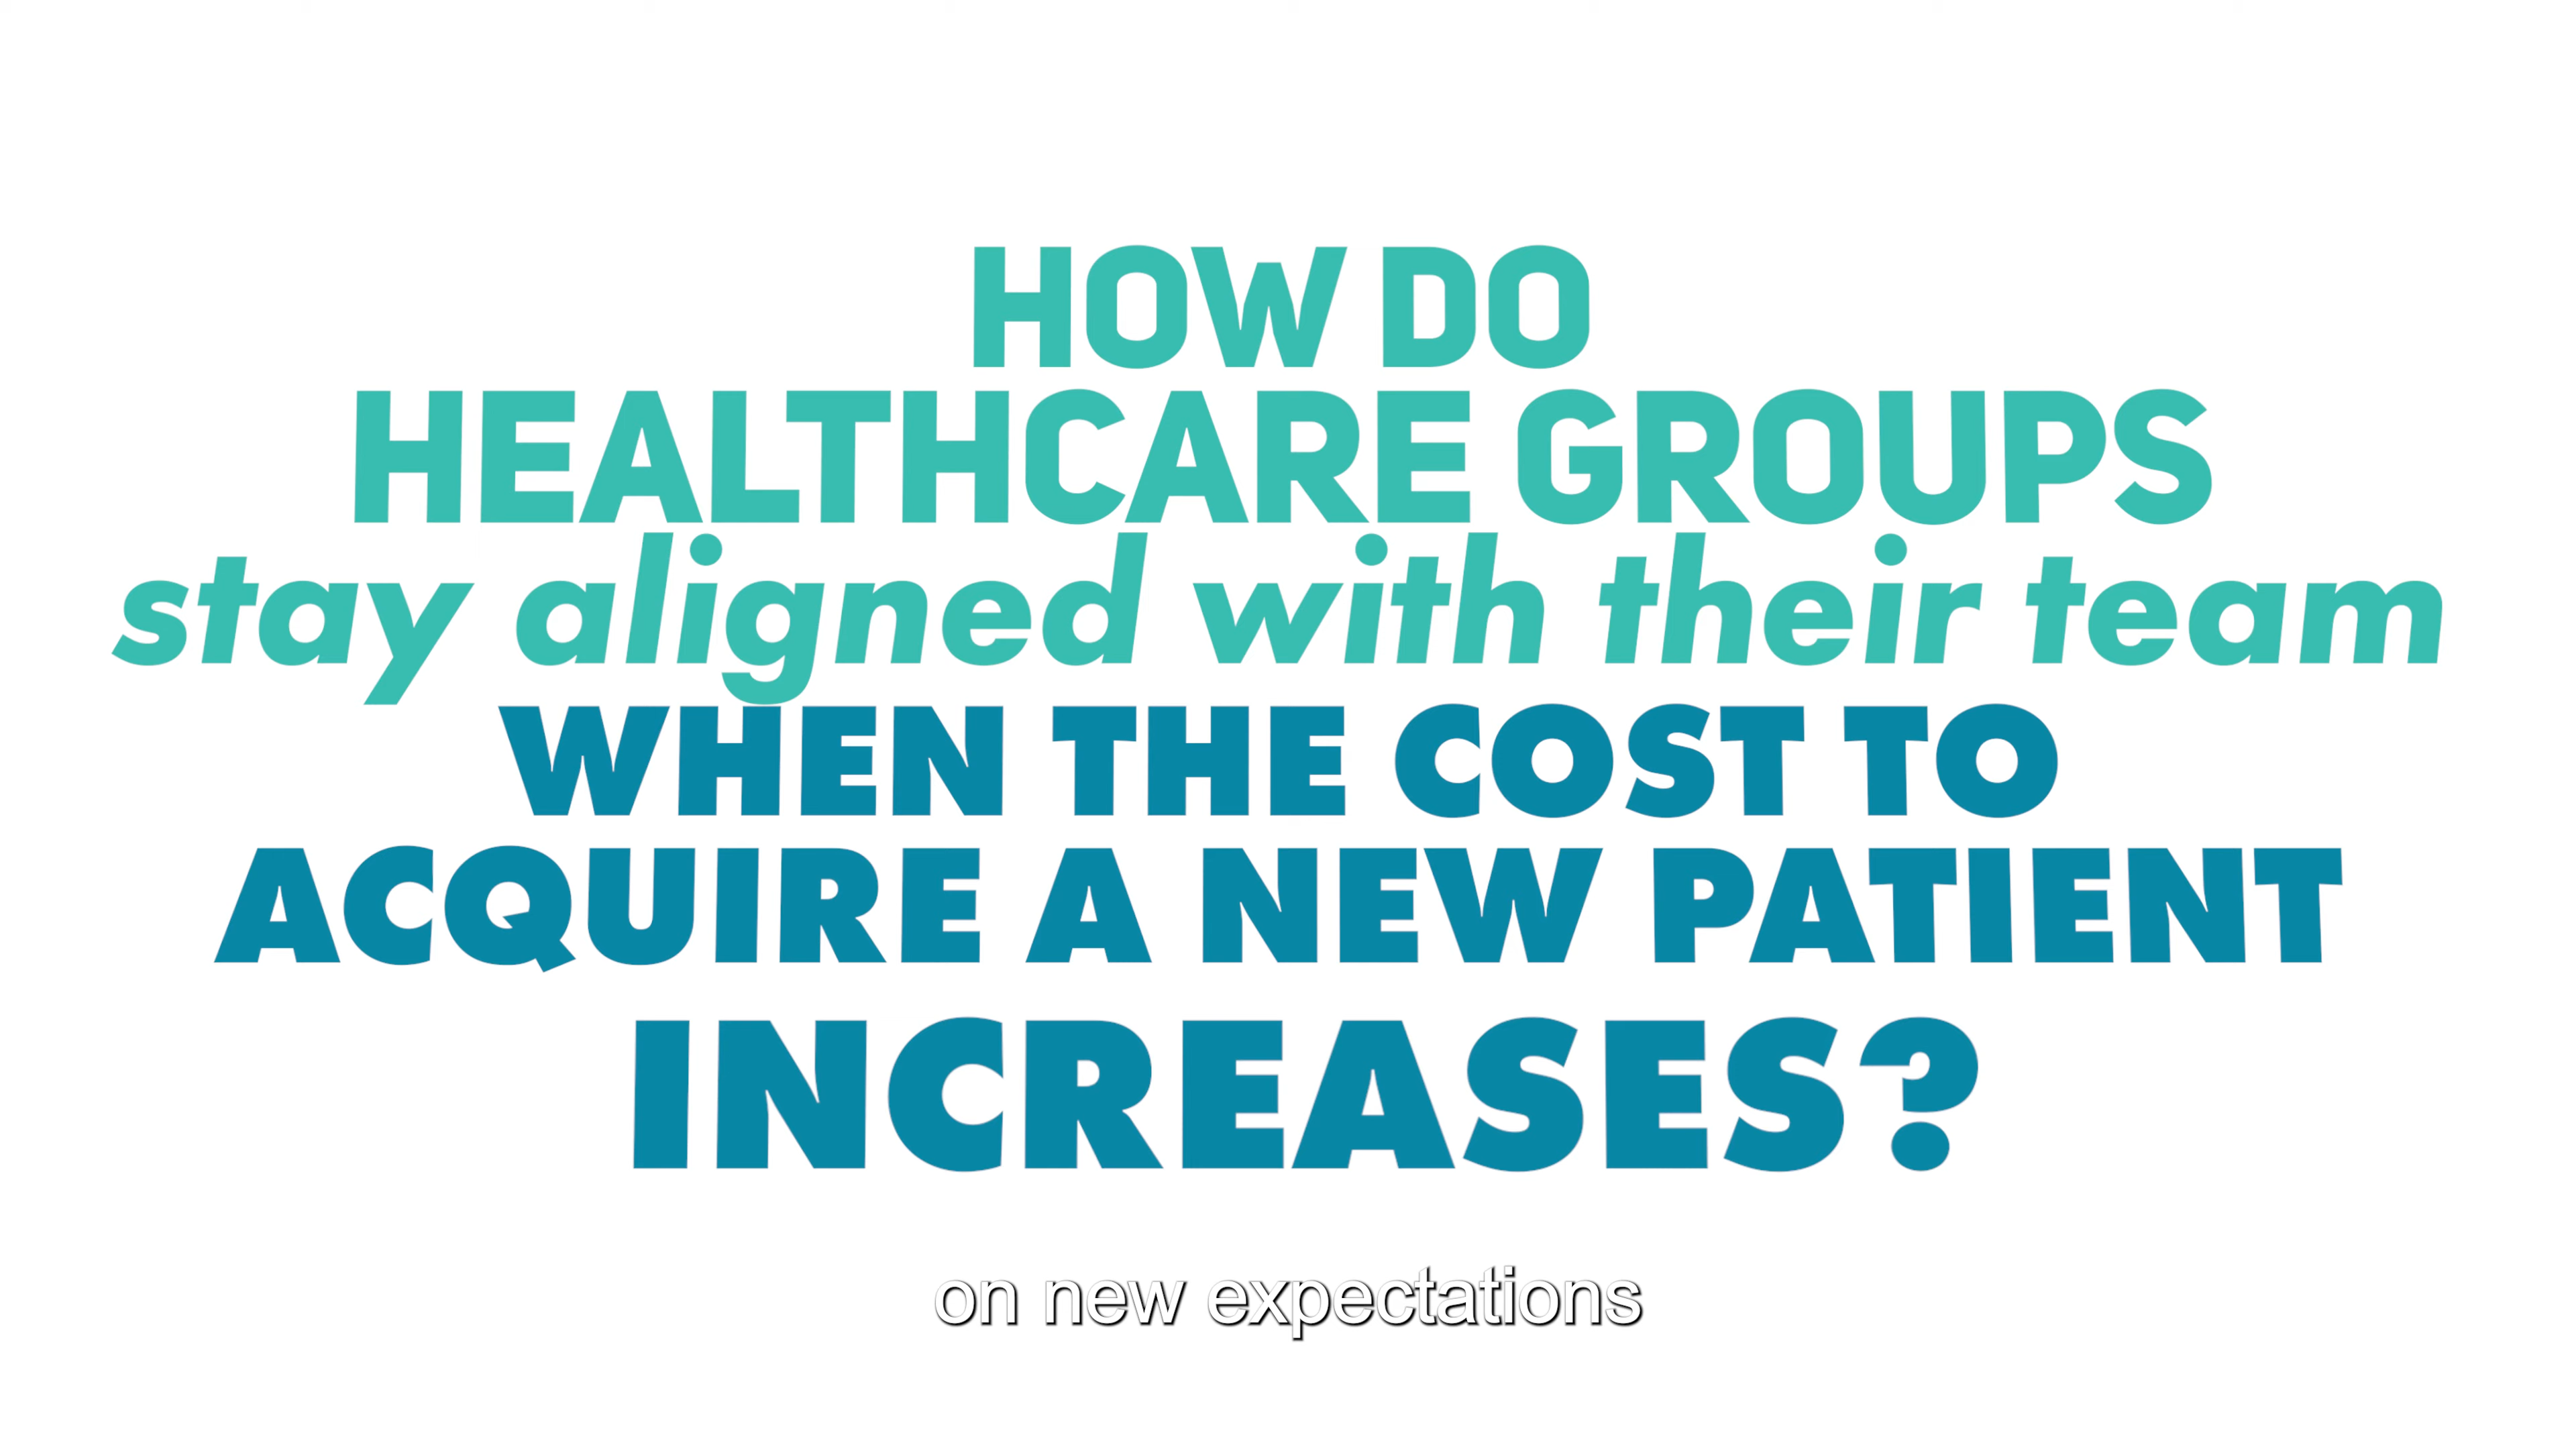 HOW DO
HEALTHCARE GROUPS
stay aligned with their team
WHEN THE COST TO
ACQUIRE A NEW PATIENT
INCREASES?
on new expectations